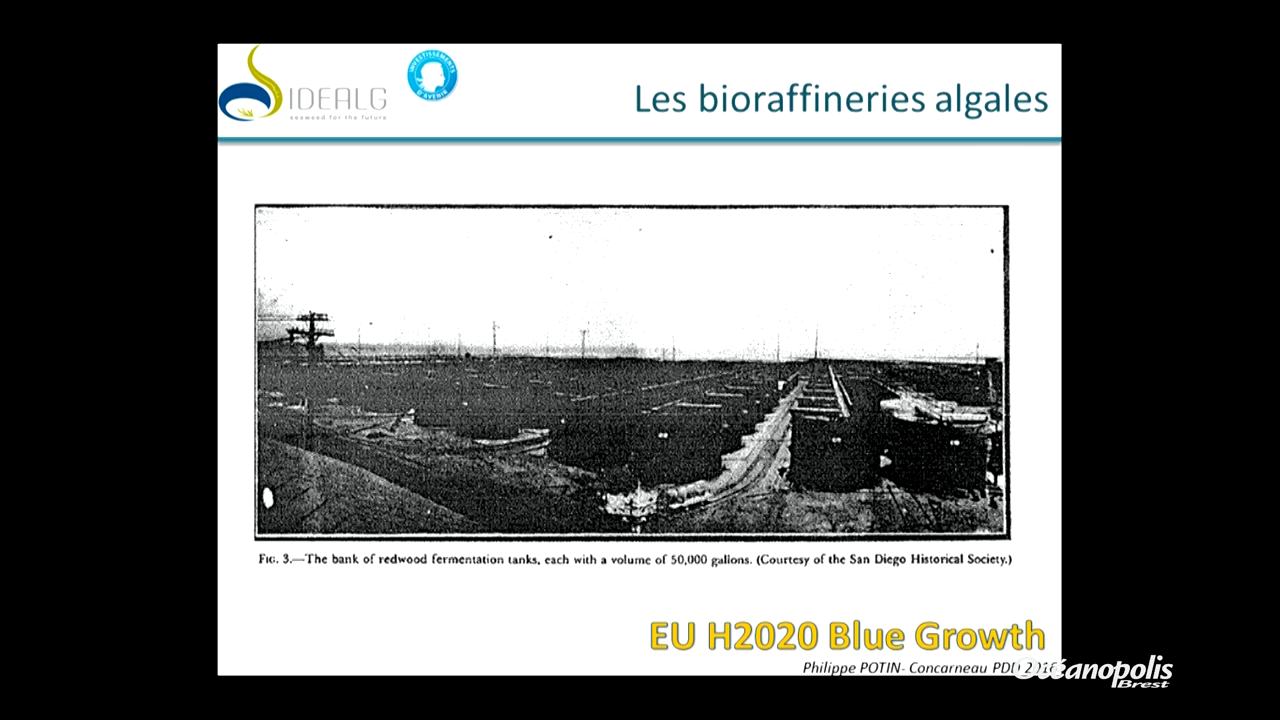 IDEALG
seaweed for the future
INVESTISSEMENTS
D'AVENIR
Les bioraffineries algales
FIG. 3.—The bank of redwood fermentation tanks, each with a volume of 50,000 gallons. (Courtesy of the San Diego Historical Society.)
EU H2020 Blue Growth
Philippe POTIN- Concarneau
Océanopolis
Brest